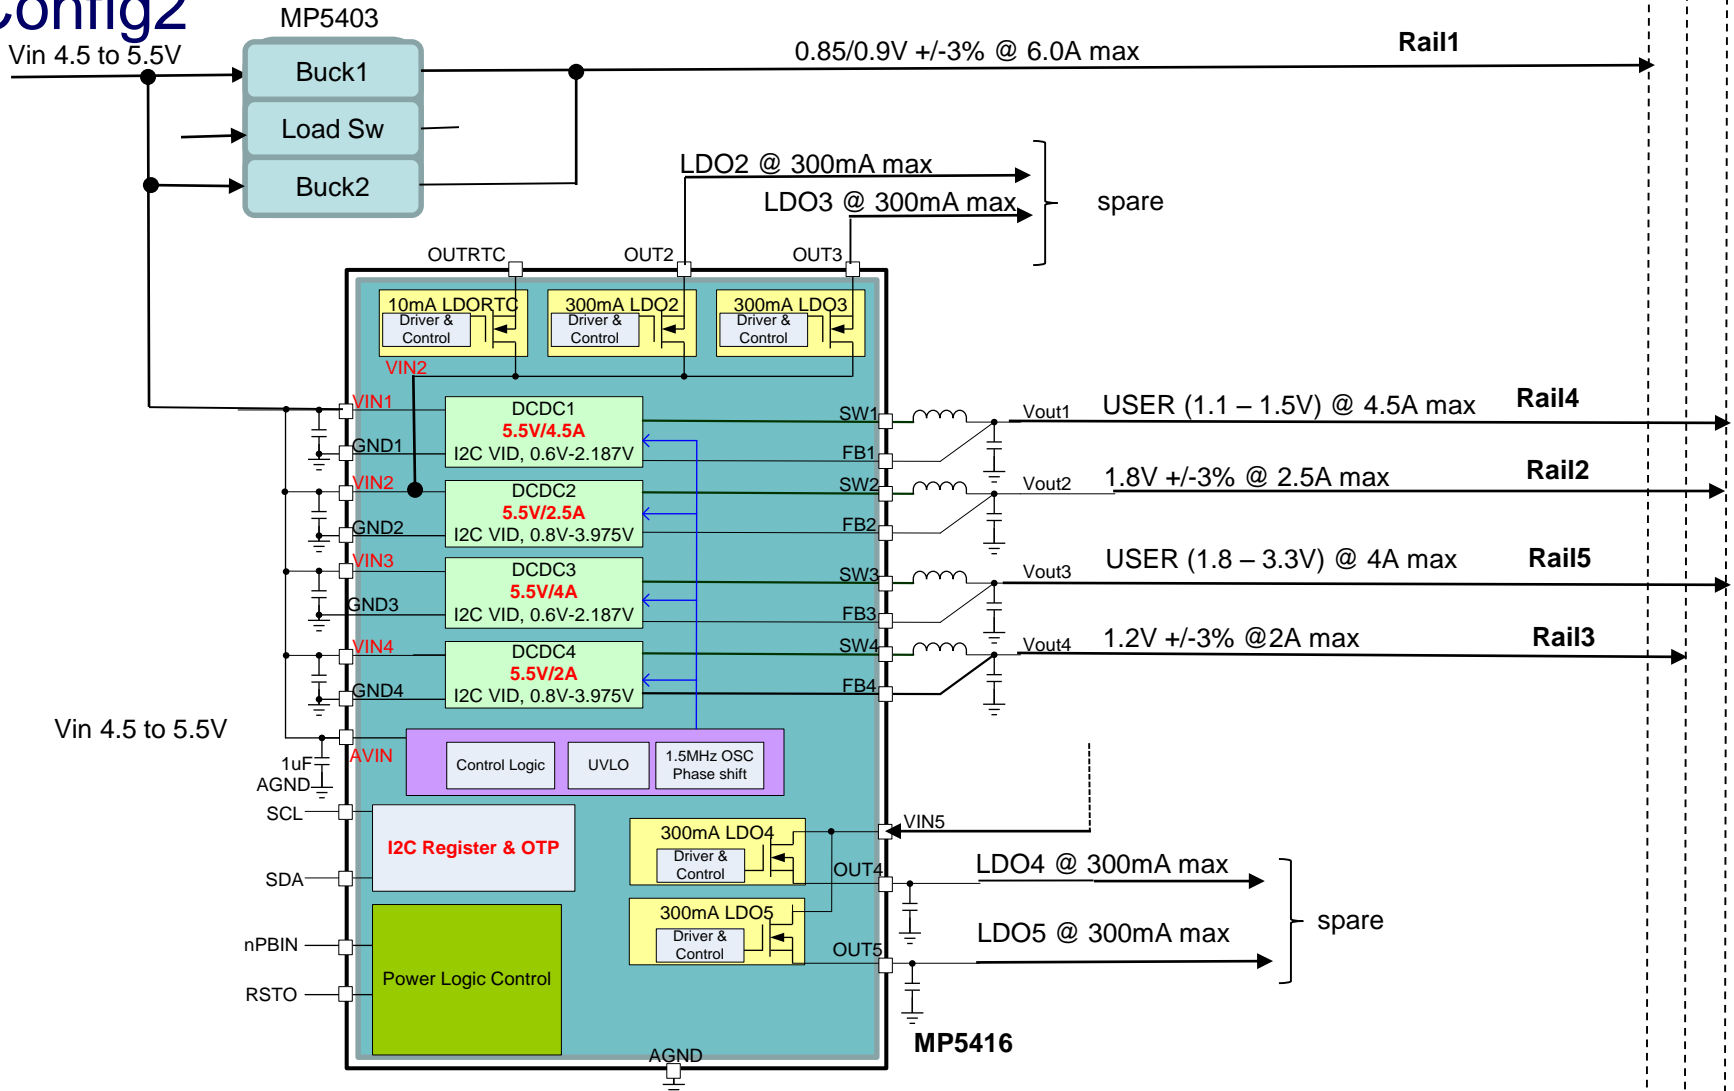 Config2
MP5403
Vin 4.5 to 5.5V
Buck1
Load Sw
Buck2
0.85/0.9V +/-3% @ 6.0A max
Rail1
LDO2 @ 300mA max
LDO3 @ 300mA max
spare
OUTRTC
OUT2
OUT3
10mA LDORTC
Driver &
Control
300mA LDO2
Driver &
Control
300mA LDO3
Driver &
Control
VIN2
VIN1
GND1
DCDC1
5.5V/4.5A
I2C VID, 0.6V-2.187V
SW1
FB1
Vout1
USER (1.1 – 1.5V) @ 4.5A max
Rail4
VIN2
GND2
DCDC2
5.5V/2.5A
I2C VID, 0.8V-3.975V
SW2
FB2
Vout2
1.8V +/-3% @ 2.5A max
Rail2
VIN3
GND3
DCDC3
5.5V/4A
I2C VID, 0.6V-2.187V
SW3
FB3
Vout3
USER (1.8 – 3.3V) @ 4A max
Rail5
VIN4
GND4
DCDC4
5.5V/2A
I2C VID, 0.8V-3.975V
SW4
FB4
Vout4
1.2V +/-3% @2A max
Rail3
Vin 4.5 to 5.5V
AVIN
1uF
AGND
Control Logic
UVLO
1.5MHz OSC
Phase shift
SCL
SDA
I2C Register & OTP
nPBIN
RSTO
Power Logic Control
300mA LDO4
Driver &
Control
VIN5
OUT4
LDO4 @ 300mA max
300mA LDO5
Driver &
Control
OUT5
LDO5 @ 300mA max
spare
MP5416
AGND